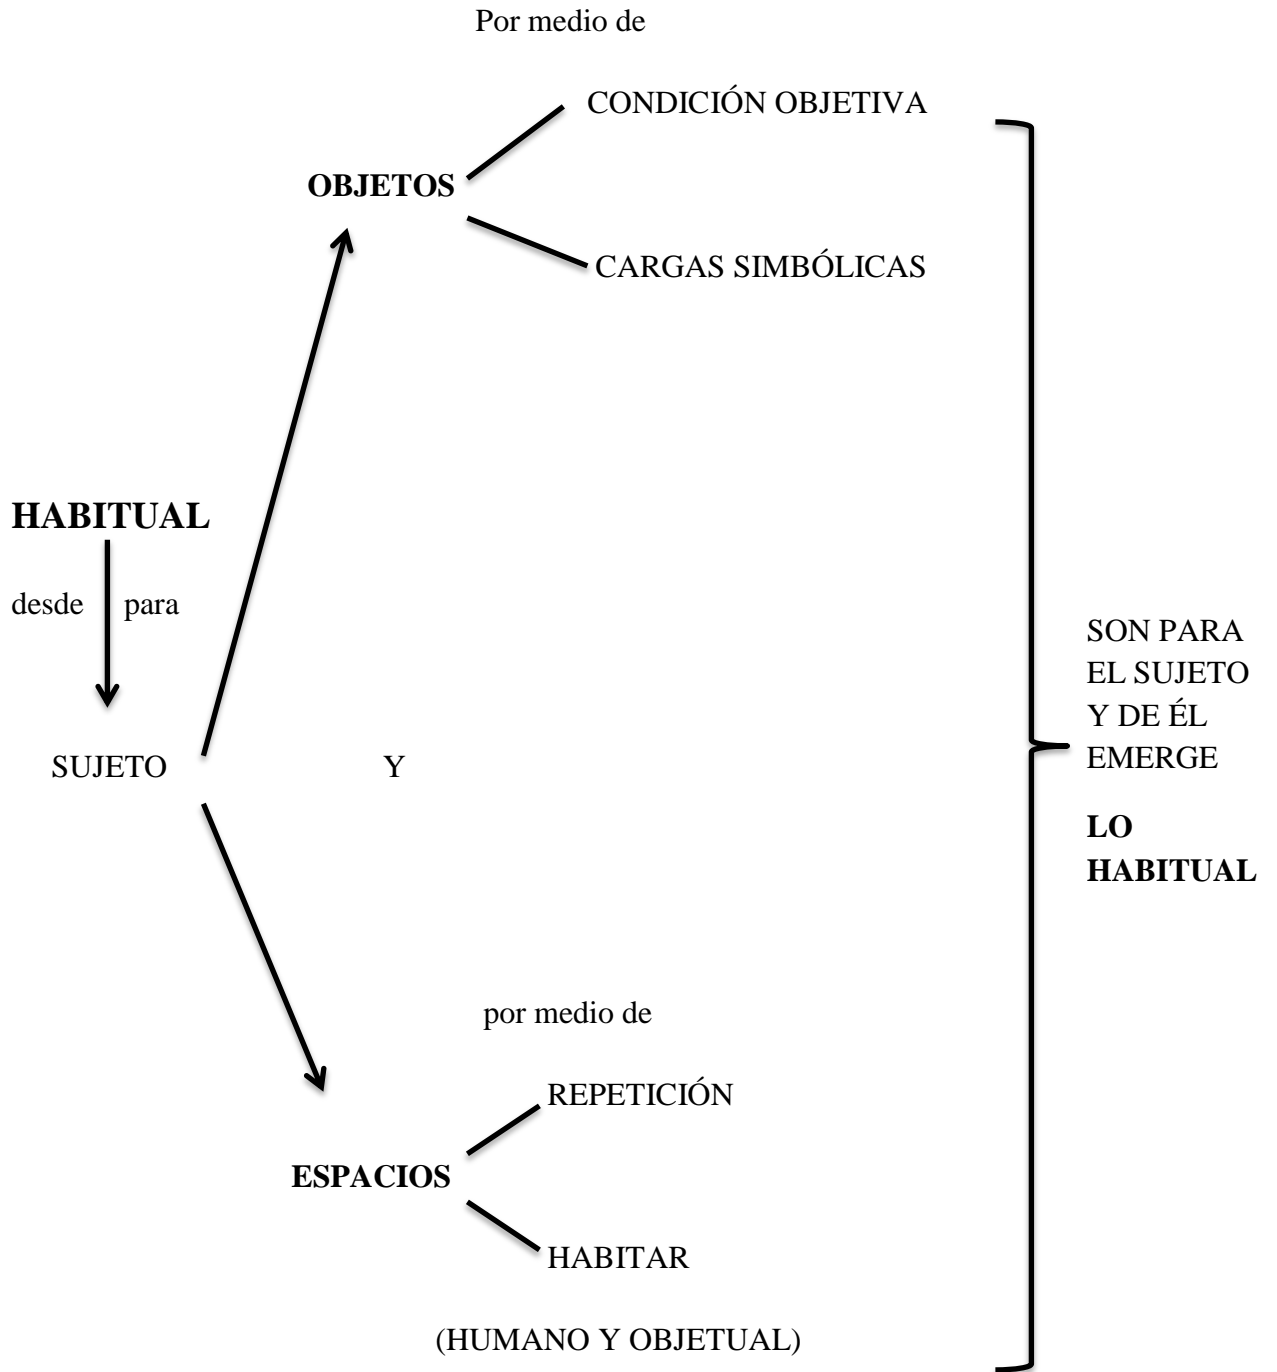 Por medio de
CONDICIÓN OBJETIVA
OBJETOS
CARGAS SIMBÓLICAS
HABITUAL
desde para
SUJETO Y
por medio de
REPETICIÓN
ESPACIOS
HABITAR
(HUMANO Y OBJETUAL)
SON PARA
EL SUJETO
Y DE ÉL
EMERGE
LO
HABITUAL